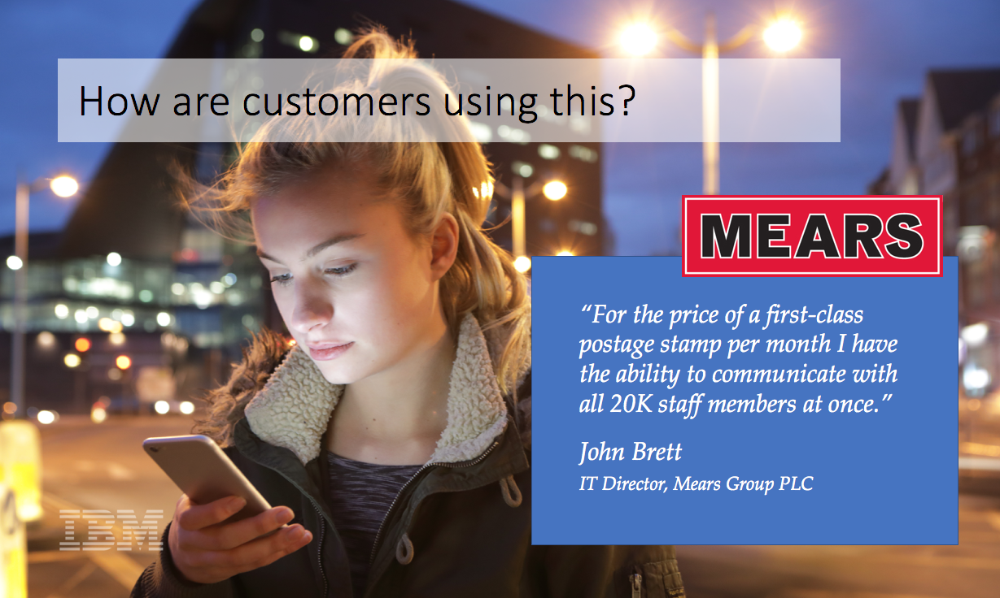 How are customers using this?
MEARS
“For the price of a first-class
postage stamp per month I have
the ability to communicate with
all 20K staff members at once.”
John Brett
IT Director, Mears Group PLC
IBM